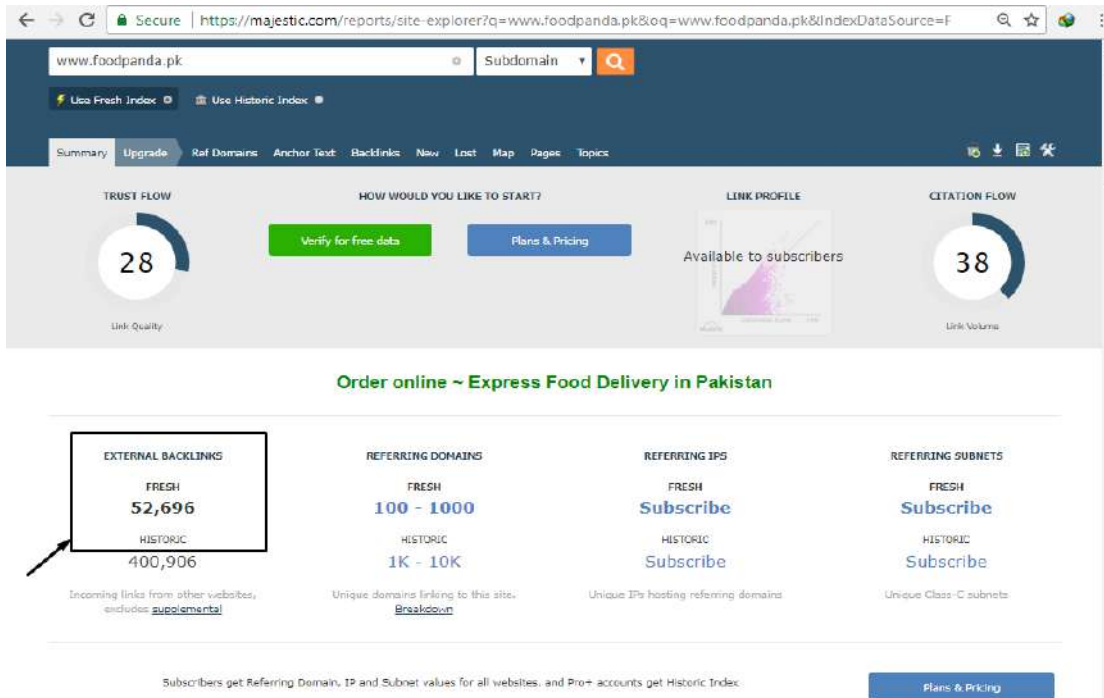 Secure | https://majestic.com/reports/site-explorer?q=www.foodpanda.pk&oq=www.foodpanda.pk&IndexDataSource=F
www.foodpanda.pk Subdomain
Use Fresh Index Use Historic Index
Summary Upgrade Ref Domains Anchor Text Backlinks New Lost Map Pages Topics
TRUST FLOW HOW WOULD YOU LIKE TO START? LINK PROFILE CITATION FLOW
Verify for free data Plans & Pricing
28 Available to subscribers 38
Link Quality Link Volume
Order online ~ Express Food Delivery in Pakistan
EXTERNAL BACKLINKS REFERRING DOMAINS REFERRING IPS REFERRING SUBNETS
FRESH FRESH FRESH FRESH
52,696 100 - 1000 Subscribe Subscribe
HISTORIC HISTORIC HISTORIC HISTORIC
400,906 1K - 10K Subscribe Subscribe
Incoming links from other websites, Unique domains linking to this site. Unique IPs hosting referring domains Unique Class-C subnets
excludes supplemental Breakdown
Subscribers get Referring Domain, IP and Subnet values for all websites, and Pro+ accounts get Historic Index
Plans & Pricing